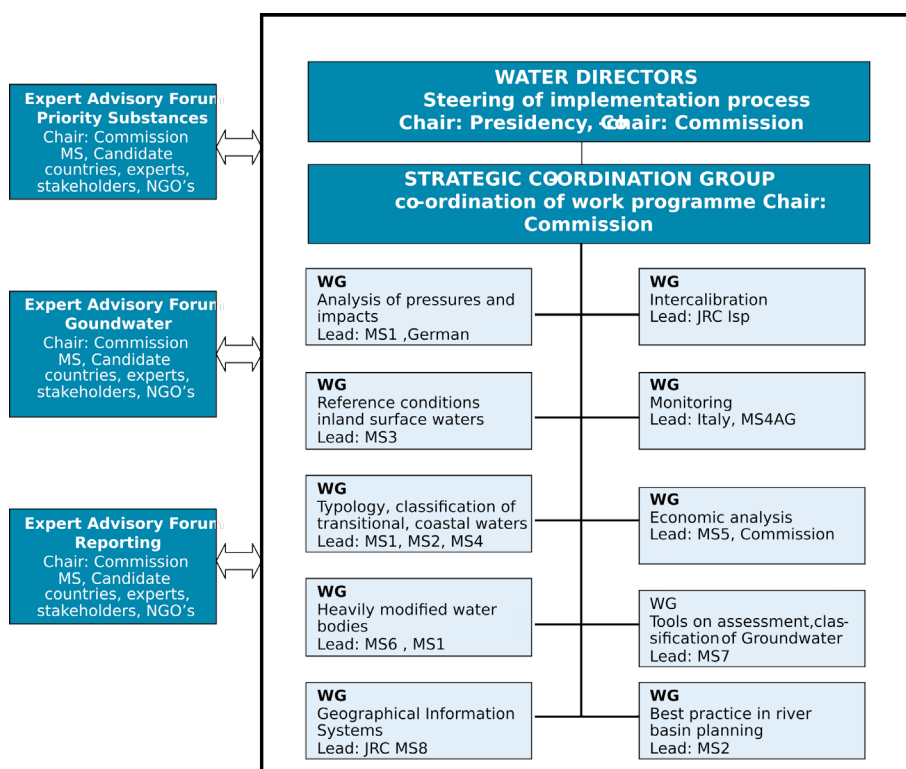 Expert Advisory Forum
Priority Substances
Chair: Commission
MS, Candidate
countries, experts,
stakeholders, NGO's
Expert Advisory Forum
Goundwater
Chair: Commission
MS, Candidate
countries, experts,
stakeholders, NGO's
Expert Advisory Forum
Reporting
Chair: Commission
MS, Candidate
countries, experts,
stakeholders, NGO's
WATER DIRECTORS
Steering of implementation process
Chair: Presidency, -co Chair: Commission
STRATEGIC CO-ORDINATION GROUP
co-ordination of work programme Chair:
Commission
WG
Analysis of pressures and
impacts
Lead: MS1 ,German
WG
Reference conditions
inland surface waters
Lead: MS3
WG
Typology, classification of
transitional, coastal waters
Lead: MS1, MS2, MS4
WG
Heavily modified water
bodies
Lead: MS6 , MS1
WG
Geographical Information
Systems
Lead: JRC MS8
WG
Intercalibration
Lead: JRC Isp
WG
Monitoring
Lead: Italy, MS4AG
WG
Economic analysis
Lead: MS5, Commission
WG
Tools on assessment,clas-
sification of Groundwater
Lead: MS7
WG
Best practice in river
basin planning
Lead: MS2